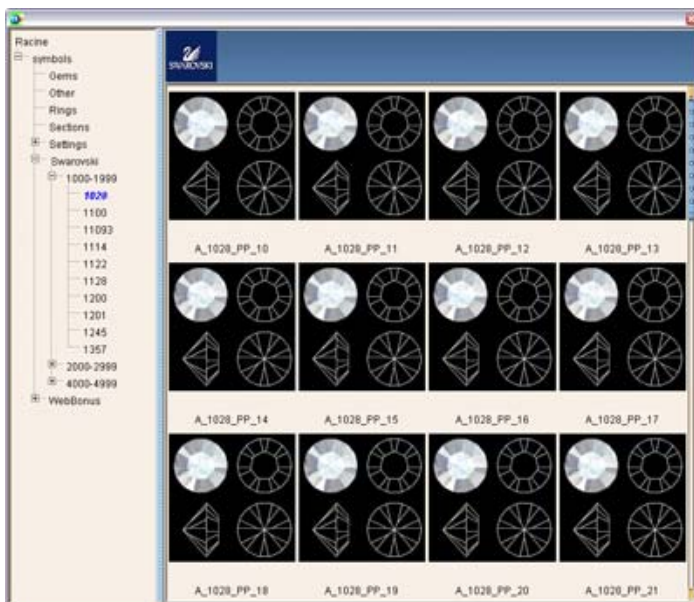 Racine
symbols
Gems
Other
Rings
Sections
Settings
Swarovski
1000-1999
1028
1100
11093
1114
1122
1128
1200
1201
1245
1357
2000-2999
4000-4999
WebBonus
SWAROVSKI
A_1028_PP_10 A_1028_PP_11 A_1028_PP_12 A_1028_PP_13
A_1028_PP_14 A_1028_PP_15 A_1028_PP_16 A_1028_PP_17
A_1028_PP_18 A_1028_PP_19 A_1028_PP_20 A_1028_PP_21